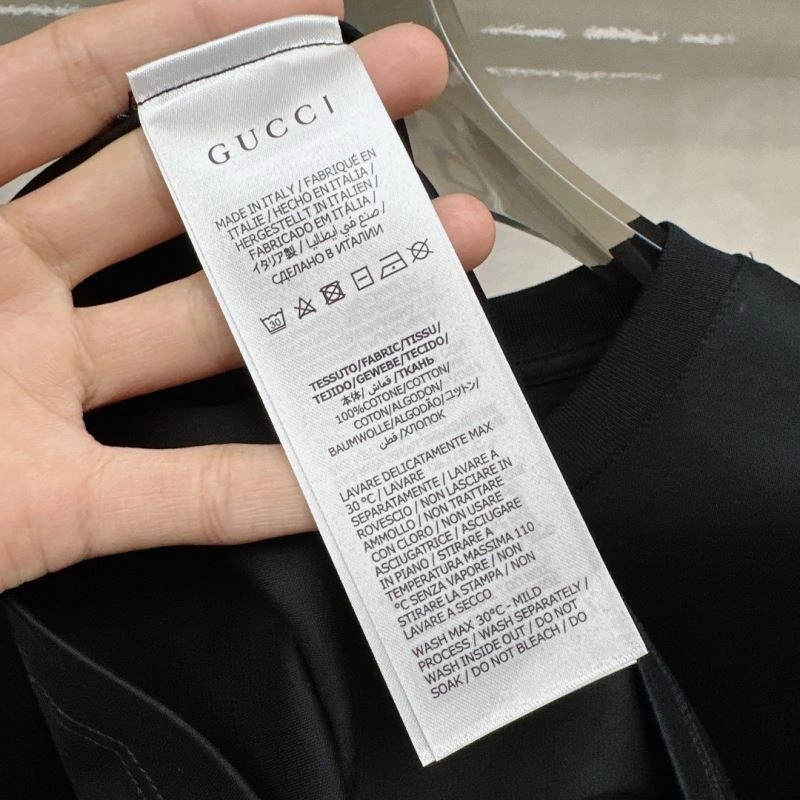 GUCCI
MADE IN ITALY / FABRIQUÉ EN
ITALIE / HECHO EN ITALIA /
HERGESTELLT IN ITALIEN /
FABRICADO EM ITÁLIA /
イタリア製 / صنع في إيطاليا /
СДЕЛАНО В ИТАЛИИ
30
TESSUTO/FABRIC/TISSU/
TEJIDO/GEWEBE/TECIDO/
本体/ قماش /ТКАНЬ
100%COTONE/COTTON/
COTON/ALGODON/
BAUMWOLLE/ALGODÃO/コットン/
قطن /ХЛОПОК
LAVARE DELICATAMENTE MAX
30 °C / LAVARE
SEPARATAMENTE / LAVARE A
ROVESCIO / NON LASCIARE IN
AMMOLLO / NON TRATTARE
CON CLORO / NON USARE
ASCIUGATRICE / ASCIUGARE
IN PIANO / STIRARE A
TEMPERATURA MASSIMA 110
°C SENZA VAPORE / NON
STIRARE LA STAMPA / NON
LAVARE A SECCO
WASH MAX 30°C - MILD
PROCESS / WASH SEPARATELY /
WASH INSIDE OUT / DO NOT
SOAK / DO NOT BLEACH / DO